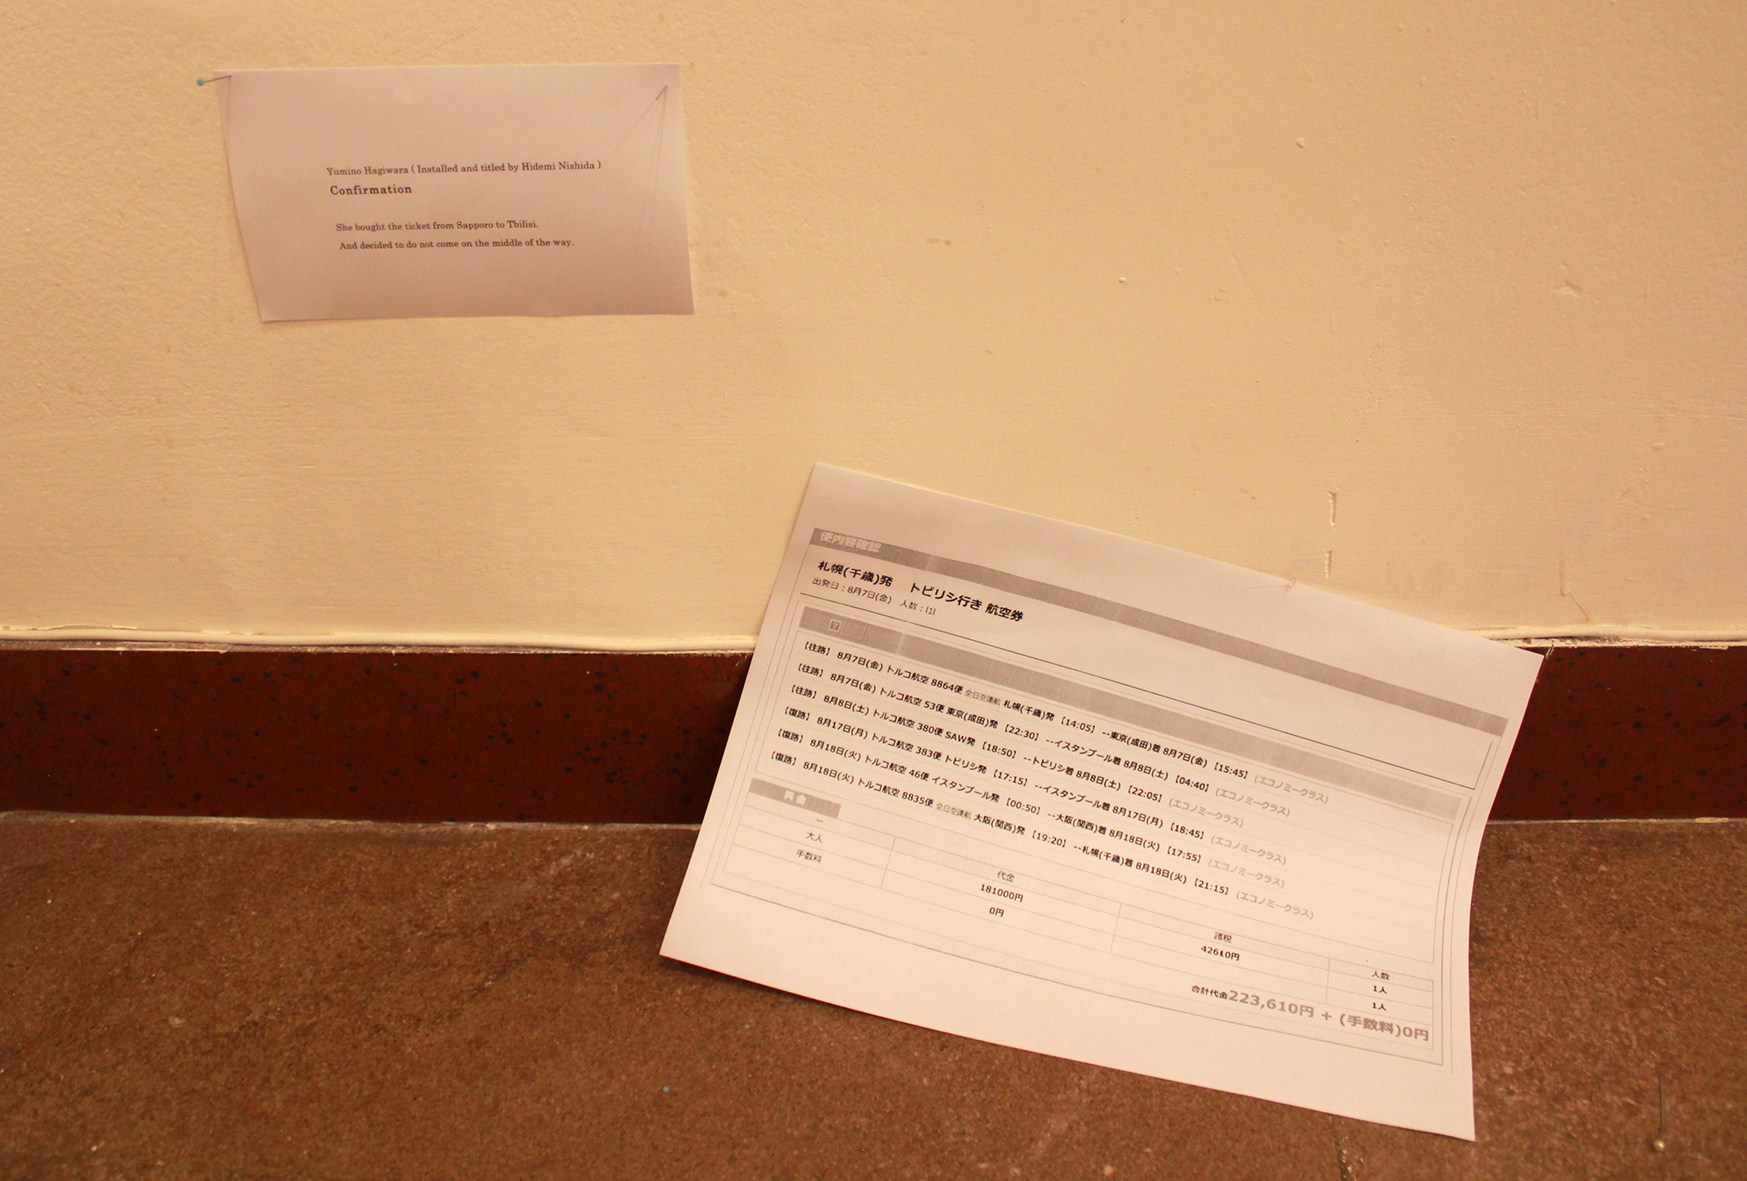 Yumino Hagiwara ( Installed and titled by Hidemi Nishida )
Confirmation
She bought the ticket from Sapporo to Tbilisi.
And decided to do not come on the middle of the way.
便内容確認
札幌(千歳)発 トビリシ行き 航空券
出発日：8月7日(金) 人数：
?
【往路】 8月7日(金) トルコ航空 8864便 全日空運航 札幌(千歳)発 【14:05】 --東京(成田)着 8月7日(金) 【15:45】 (エコノミークラス)
【往路】 8月7日(金) トルコ航空 53便 東京(成田)発 【22:30】 --イスタンブール着 8月8日(土) 【04:40】 (エコノミークラス)
【往路】 8月8日(土) トルコ航空 380便 SAW発 【18:50】 --トビリシ着 8月8日(土) 【22:05】 (エコノミークラス)
【復路】 8月17日(月) トルコ航空 383便 トビリシ発 【17:15】 --イスタンブール着 8月17日(月) 【18:45】 (エコノミークラス)
【復路】 8月18日(火) トルコ航空 46便 イスタンブール発 【00:50】 --大阪(関西)着 8月18日(火) 【17:55】 (エコノミークラス)
【復路】 8月18日(火) トルコ航空 8835便 全日空運航 大阪(関西)発 【19:20】 --札幌(千歳)着 8月18日(火) 【21:15】 (エコノミークラス)
料金
-- 代金 諸税 人数
大人 181000円 42610円 1人
手数料 0円 1人
合計代金223,610円 + (手数料)0円